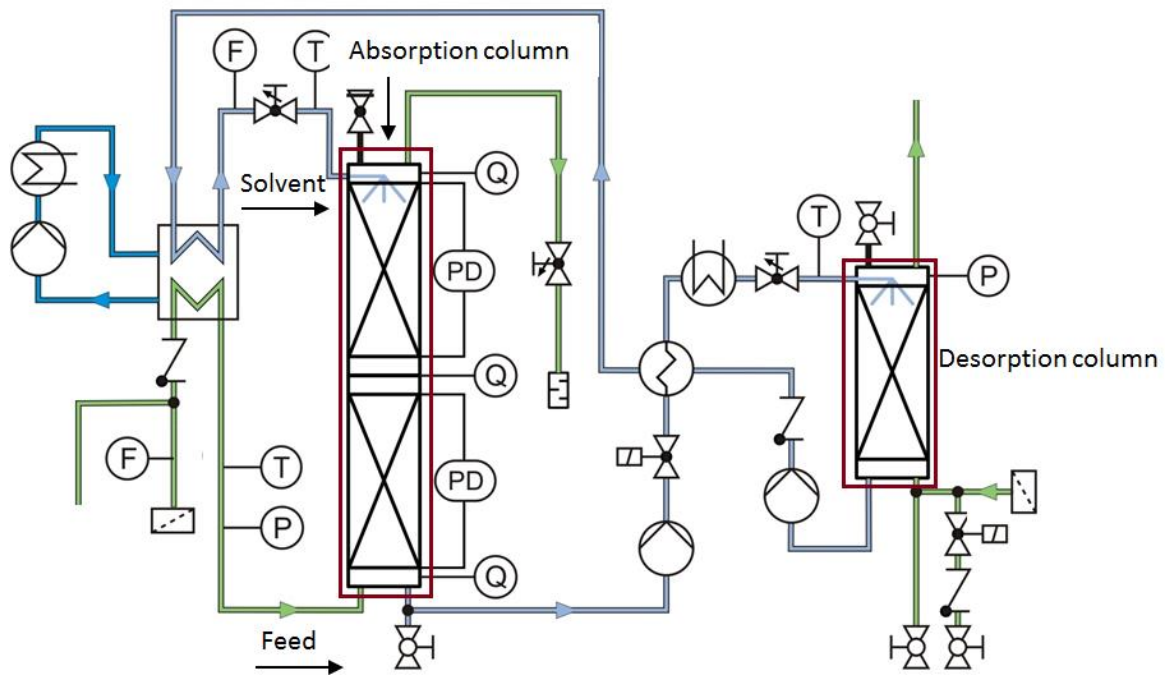 F
T
Absorption column
Solvent
Q
PD
T
P
Q
Desorption column
F
T
PD
P
Q
Feed